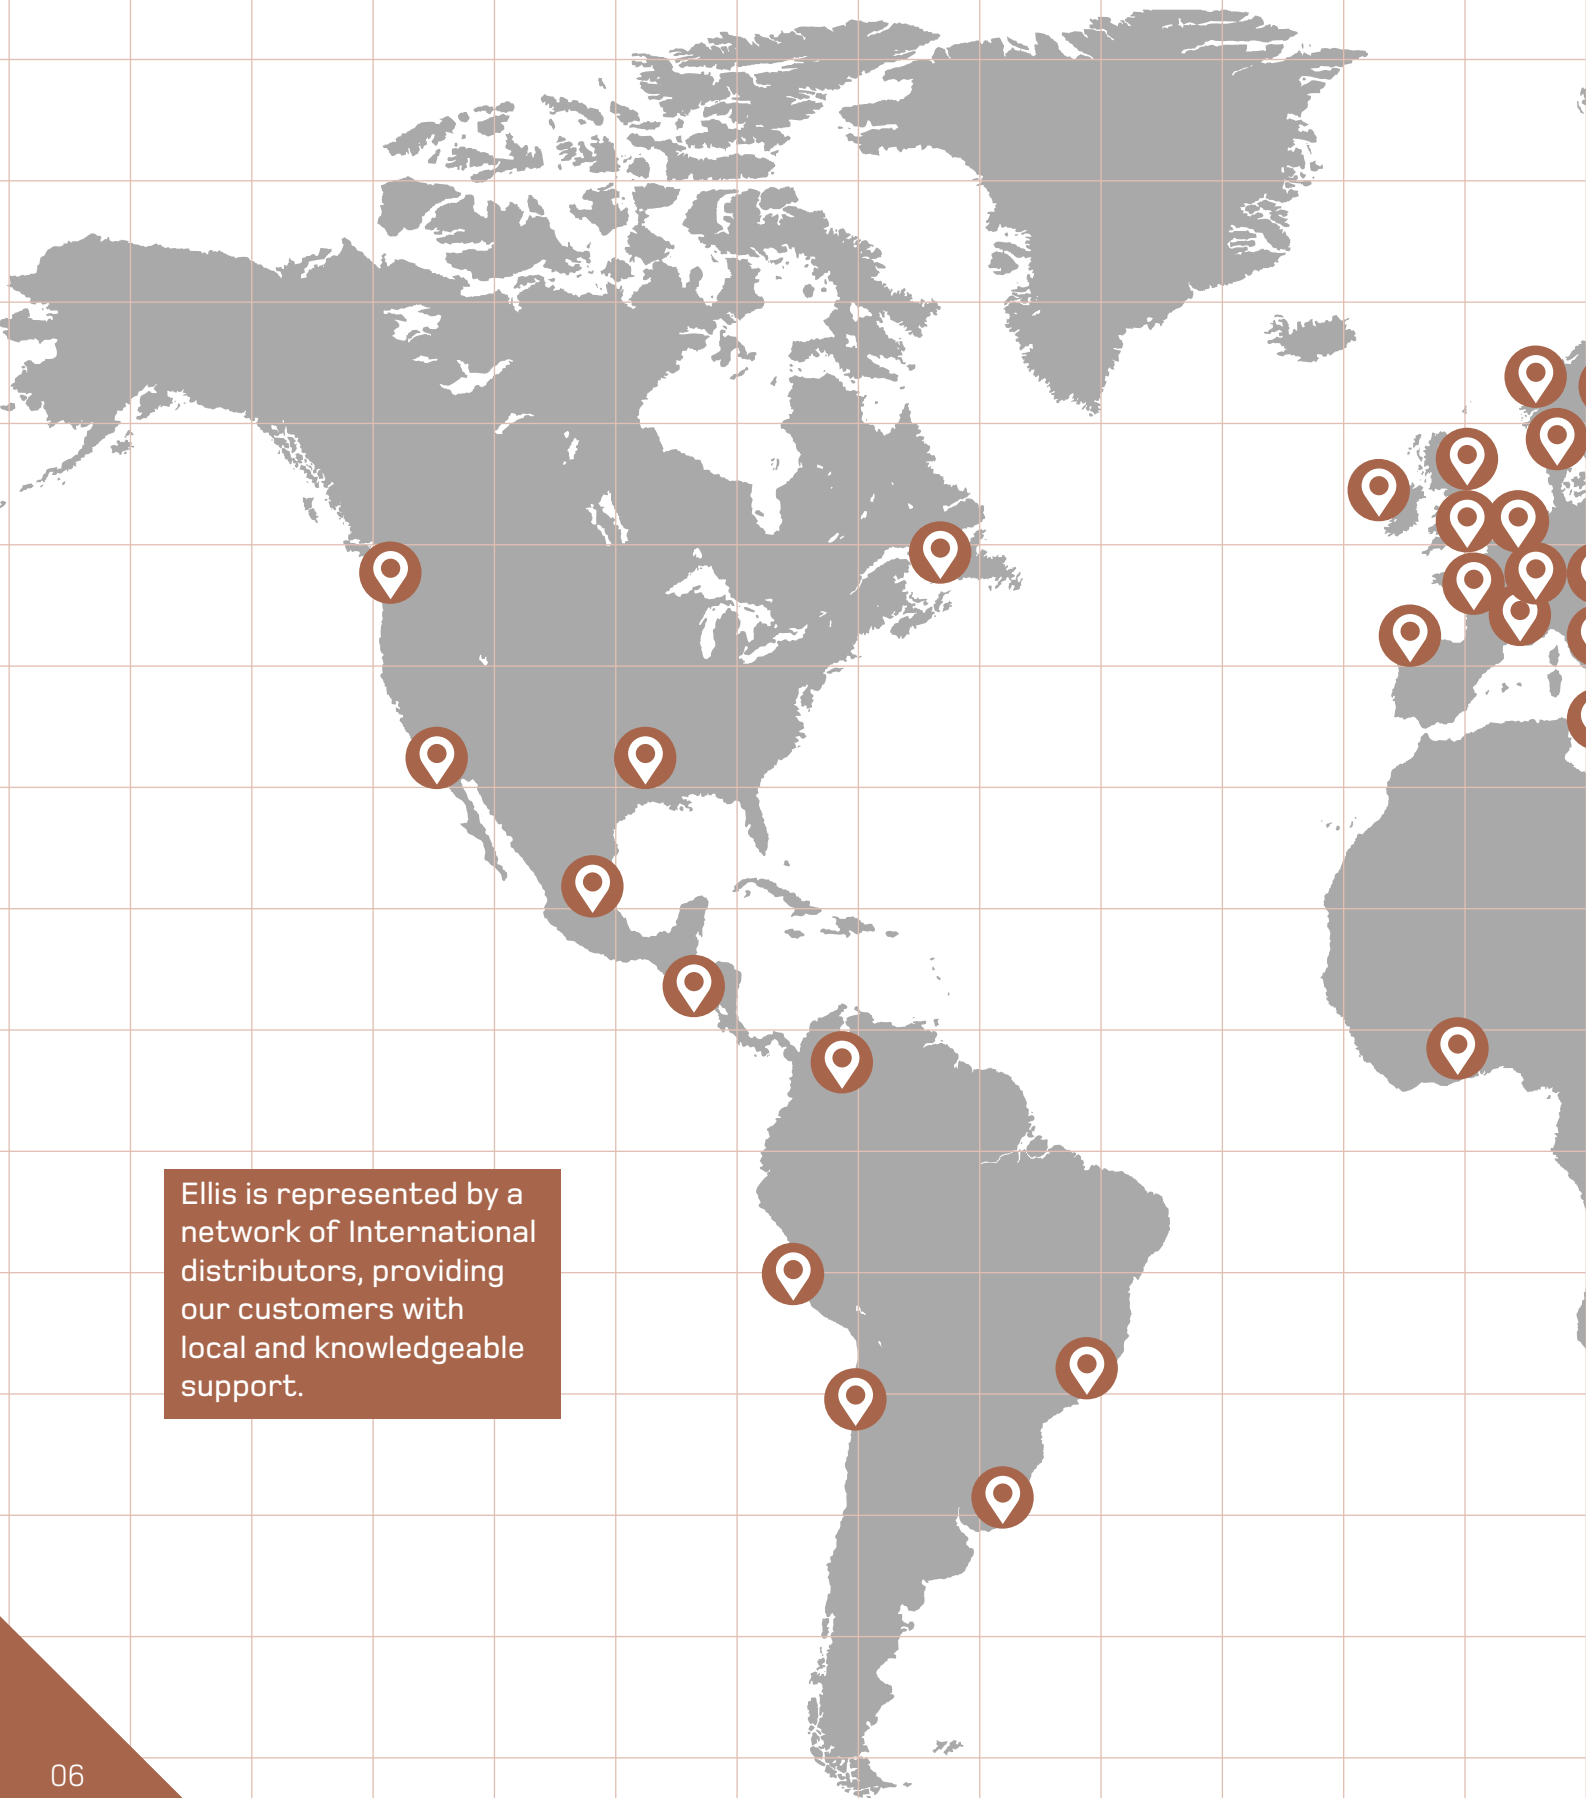 Ellis is represented by a
network of International
distributors, providing
our customers with
local and knowledgeable
support.
06